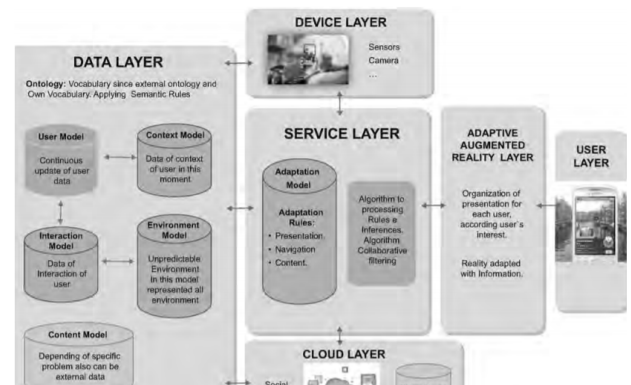 DEVICE LAYER
Sensors
Camera
...
DATA LAYER
Ontology: Vocabulary since external ontology and
Own Vocabulary. Applying Semantic Rules
User Model
Continuous
update of user
data
Context Model
Data of context
of user in this
moment
Interaction
Model
Data of
Interaction of
user
Environment
Model
Unpredictable
Environment
In this model
represented all
environment
Content Model
Depending of specific
problem also can be
external data
SERVICE LAYER
Adaptation
Model
Adaptation
Rules:
• Presentation.
• Navigation
• Content.
Algorithm to
processing
Rules e
Inferences.
Algorithm
Collaborative
filtering
ADAPTIVE
AUGMENTED
REALITY LAYER
Organization of
presentation for
each user,
according user´s
interest.
Reality adapted
with Information.
USER
LAYER
CLOUD LAYER
Social